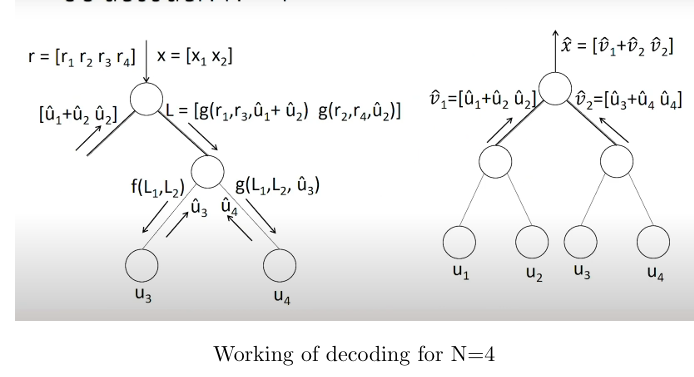 r = [r₁ r₂ r₃ r₄] x = [x₁ x₂]
[û₁+û₂ û₂]
L = [g(r₁,r₃,û₁+ û₂) g(r₂,r₄,û₂)]
f(L₁,L₂)
g(L₁,L₂, û₃)
û₃ û₄
u₃
u₄
x̂ = [v̂₁+v̂₂ v̂₂]
v̂₁=[û₁+û₂ û₂]
v̂₂=[û₃+û₄ û₄]
u₁
u₂
u₃
u₄
Working of decoding for N=4